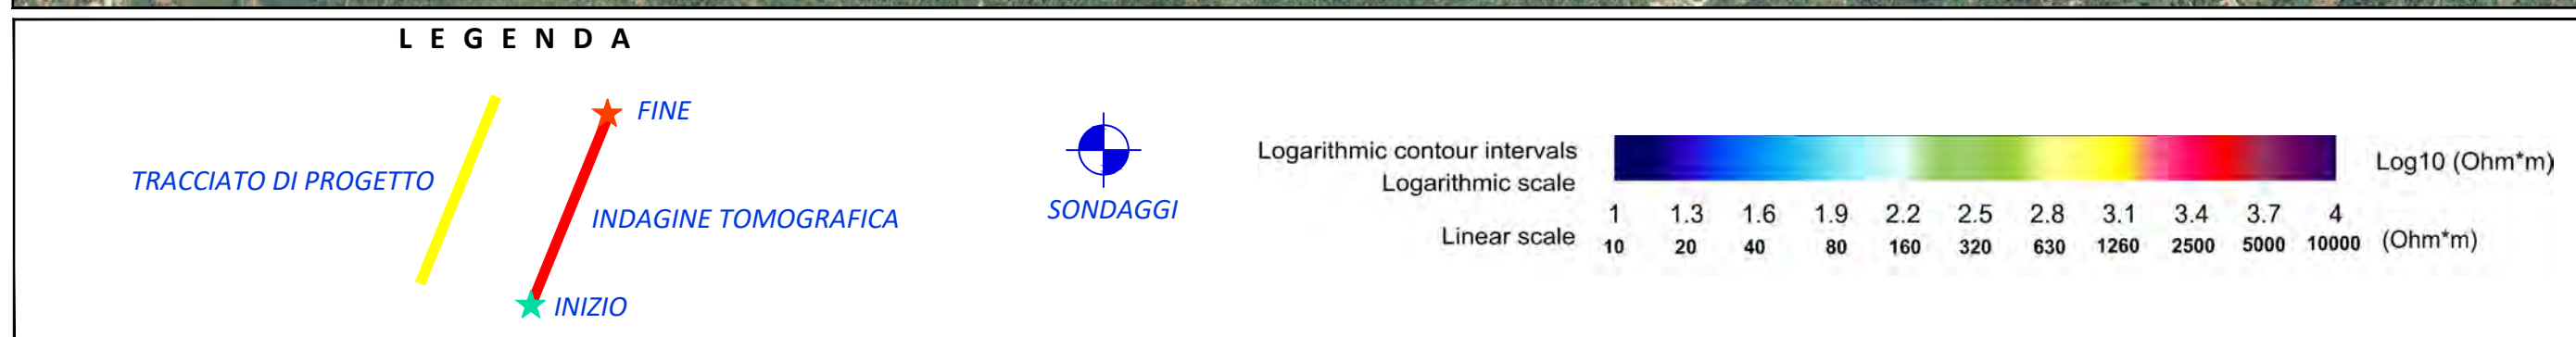 L E G E N D A
FINE
TRACCIATO DI PROGETTO
INDAGINE TOMOGRAFICA
INIZIO
SONDAGGI
Logarithmic contour intervals
Logarithmic scale
Log10 (Ohm*m)
1 1.3 1.6 1.9 2.2 2.5 2.8 3.1 3.4 3.7 4
Linear scale
10 20 40 80 160 320 630 1260 2500 5000 10000 (Ohm*m)